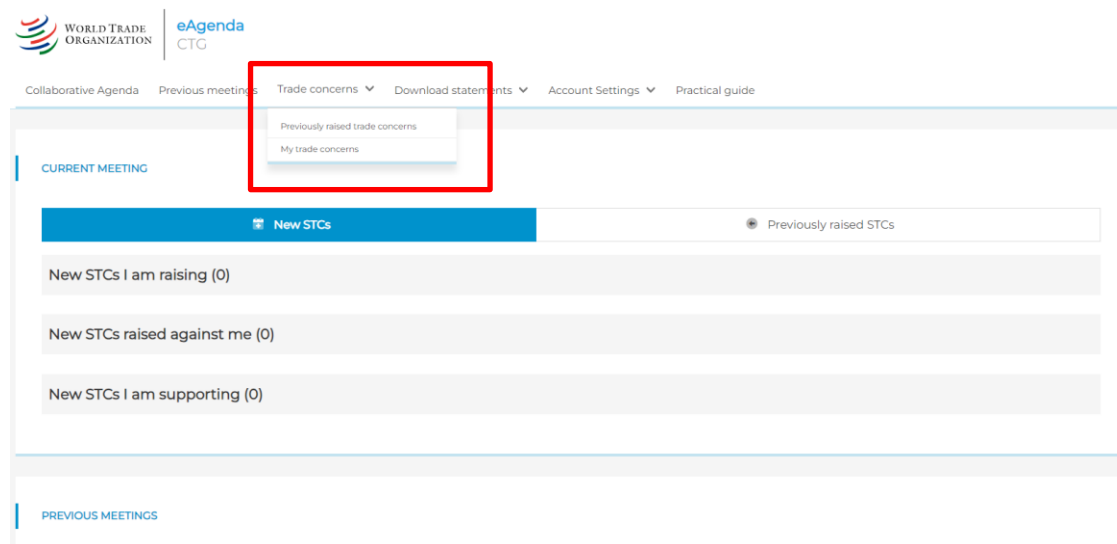 WORLD TRADE
ORGANIZATION
eAgenda
CTG
Collaborative Agenda Previous meetings Trade concerns Download statements Account Settings Practical guide
Previously raised trade concerns
My trade concerns
CURRENT MEETING
New STCs Previously raised STCs
New STCs I am raising (0)
New STCs raised against me (0)
New STCs I am supporting (0)
PREVIOUS MEETINGS